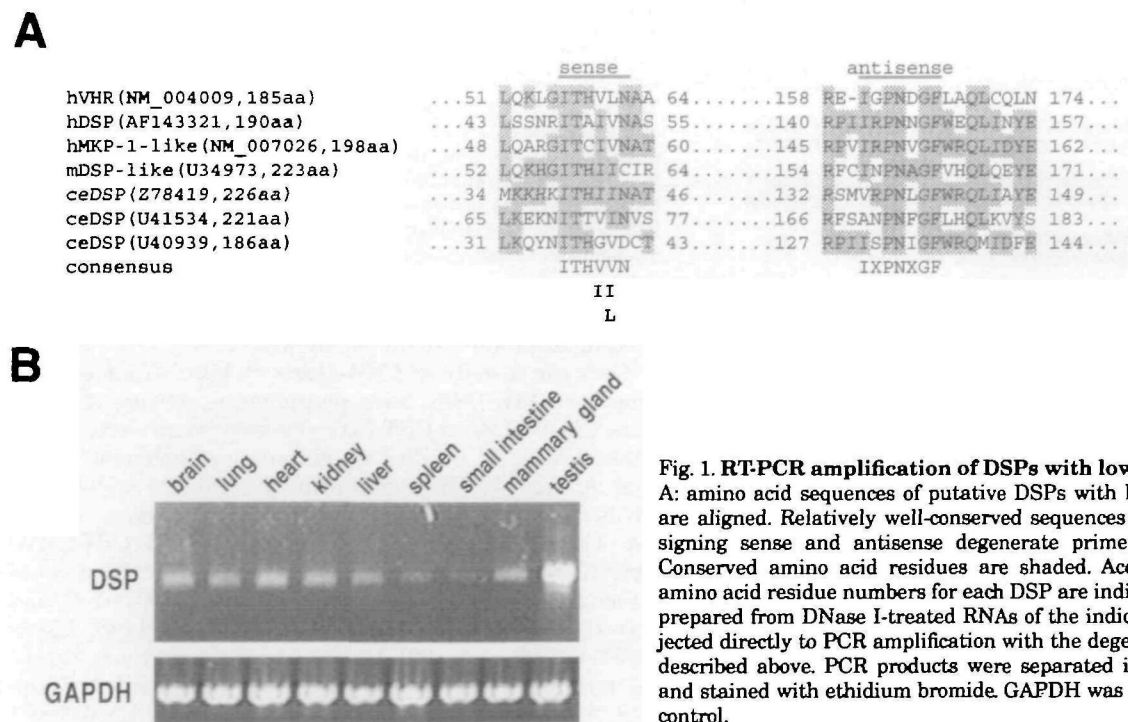 A
sense antisense
hVHR(NM_004009,185aa) ...51 LQKLGITHVLNAA 64.......158 RE-IGPNDGFLAQLCQLN 174...
hDSP(AF143321,190aa) ...43 LSSNRITAIVNAS 55.......140 RPIIRPNNGFWEQLINYE 157...
hMKP-1-like(NM_007026,198aa) ...48 LQARGITCIVNAT 60.......145 RPVIRPNVGFWRQLIDYE 162...
mDSP-like(U34973,223aa) ...52 LQKHGITHIICIR 64.......154 RFCINPNAGFVHQLQEYE 171...
ceDSP(Z78419,226aa) ...34 MKKHKITHIINAT 46.......132 RSMVRPNLGFWRQLIAYE 149...
ceDSP(U41534,221aa) ...65 LKEKNITTVINVS 77.......166 RFSANPNFGFLHQLKVYS 183...
ceDSP(U40939,186aa) ...31 LKQYNITHGVDCT 43.......127 RPIISPNIGFWRQMIDFE 144...
consensus ITHVVN IXPNXGF
II
L
B
brain lung heart kidney liver spleen small intestine mammary gland testis
DSP
GAPDH
Fig. 1. RT-PCR amplification of DSPs with low
A: amino acid sequences of putative DSPs with
are aligned. Relatively well-conserved sequences
signing sense and antisense degenerate prime
Conserved amino acid residues are shaded. Ac
amino acid residue numbers for each DSP are indi
prepared from DNase I-treated RNAs of the indic
jected directly to PCR amplification with the dege
described above. PCR products were separated i
and stained with ethidium bromide. GAPDH was
control.